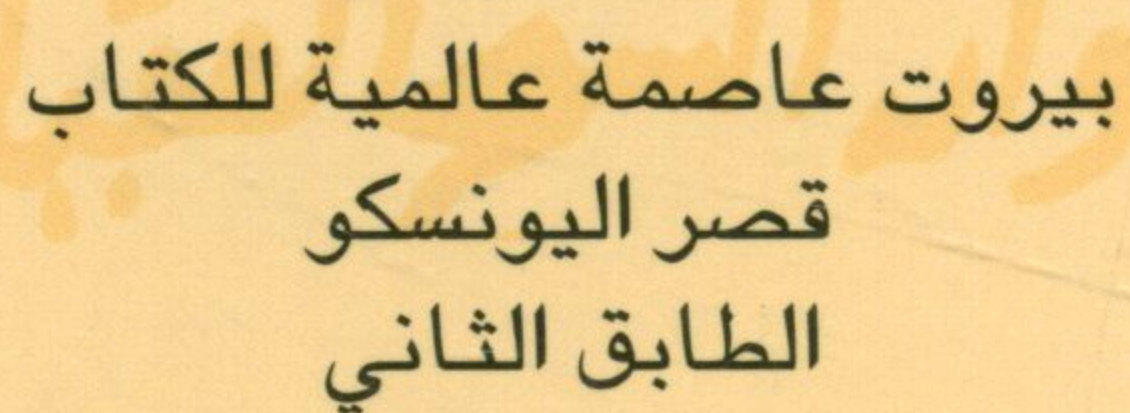 بيروت عاصمة عالمية للكتاب
قصر اليونسكو
الطابق الثاني